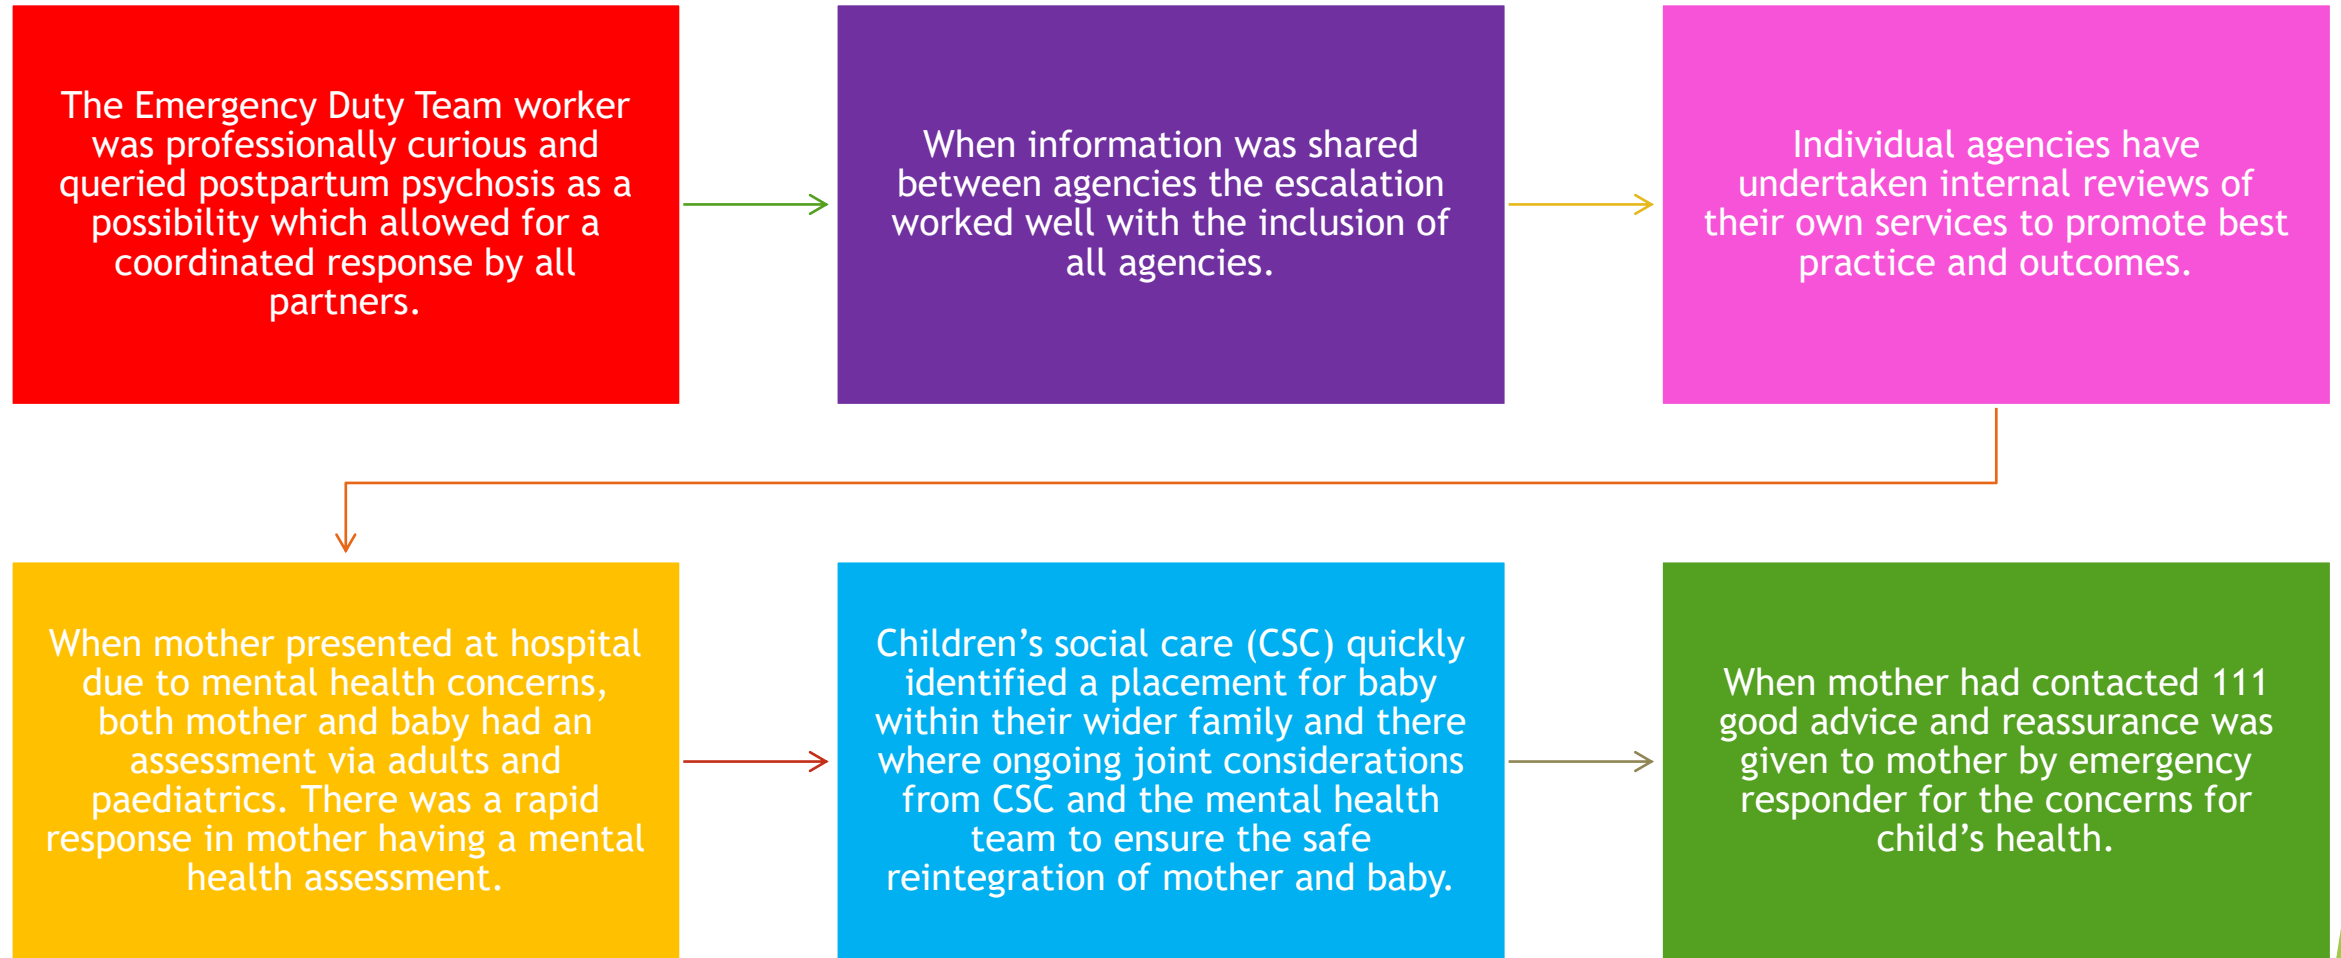 The Emergency Duty Team worker
was professionally curious and
queried postpartum psychosis as a
possibility which allowed for a
coordinated response by all
partners.
When information was shared
between agencies the escalation
worked well with the inclusion of
all agencies.
Individual agencies have
undertaken internal reviews of
their own services to promote best
practice and outcomes.
When mother presented at hospital
due to mental health concerns,
both mother and baby had an
assessment via adults and
paediatrics. There was a rapid
response in mother having a mental
health assessment.
Children’s social care (CSC) quickly
identified a placement for baby
within their wider family and there
where ongoing joint considerations
from CSC and the mental health
team to ensure the safe
reintegration of mother and baby.
When mother had contacted 111
good advice and reassurance was
given to mother by emergency
responder for the concerns for
child’s health.